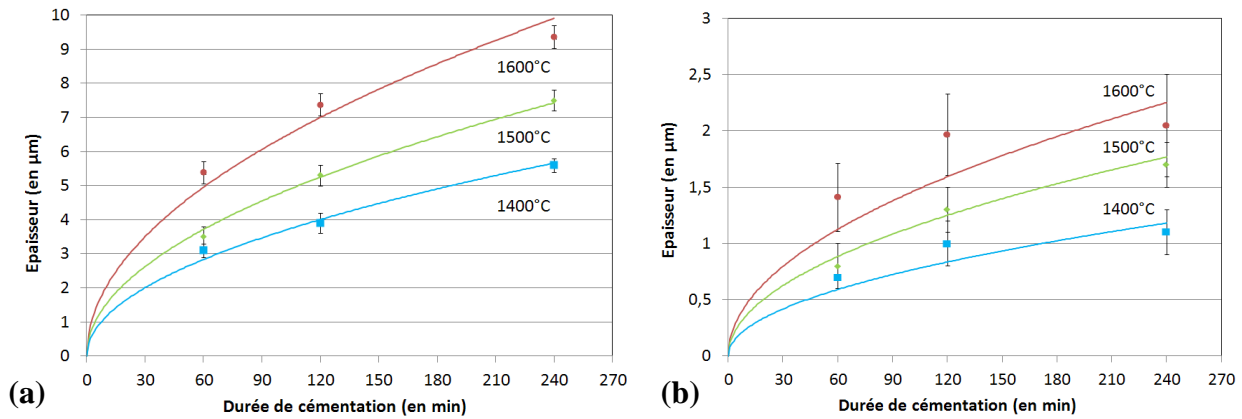 10
9
8
7
6
5
4
3
2
1
0
Epaisseur (en µm)
1600°C
1500°C
1400°C
0 30 60 90 120 150 180 210 240 270
Durée de cémentation (en min)
(a)
3
2,5
2
1,5
1
0,5
0
Epaisseur (en µm)
1600°C
1500°C
1400°C
0 30 60 90 120 150 180 210 240 270
Durée de cémentation (en min)
(b)